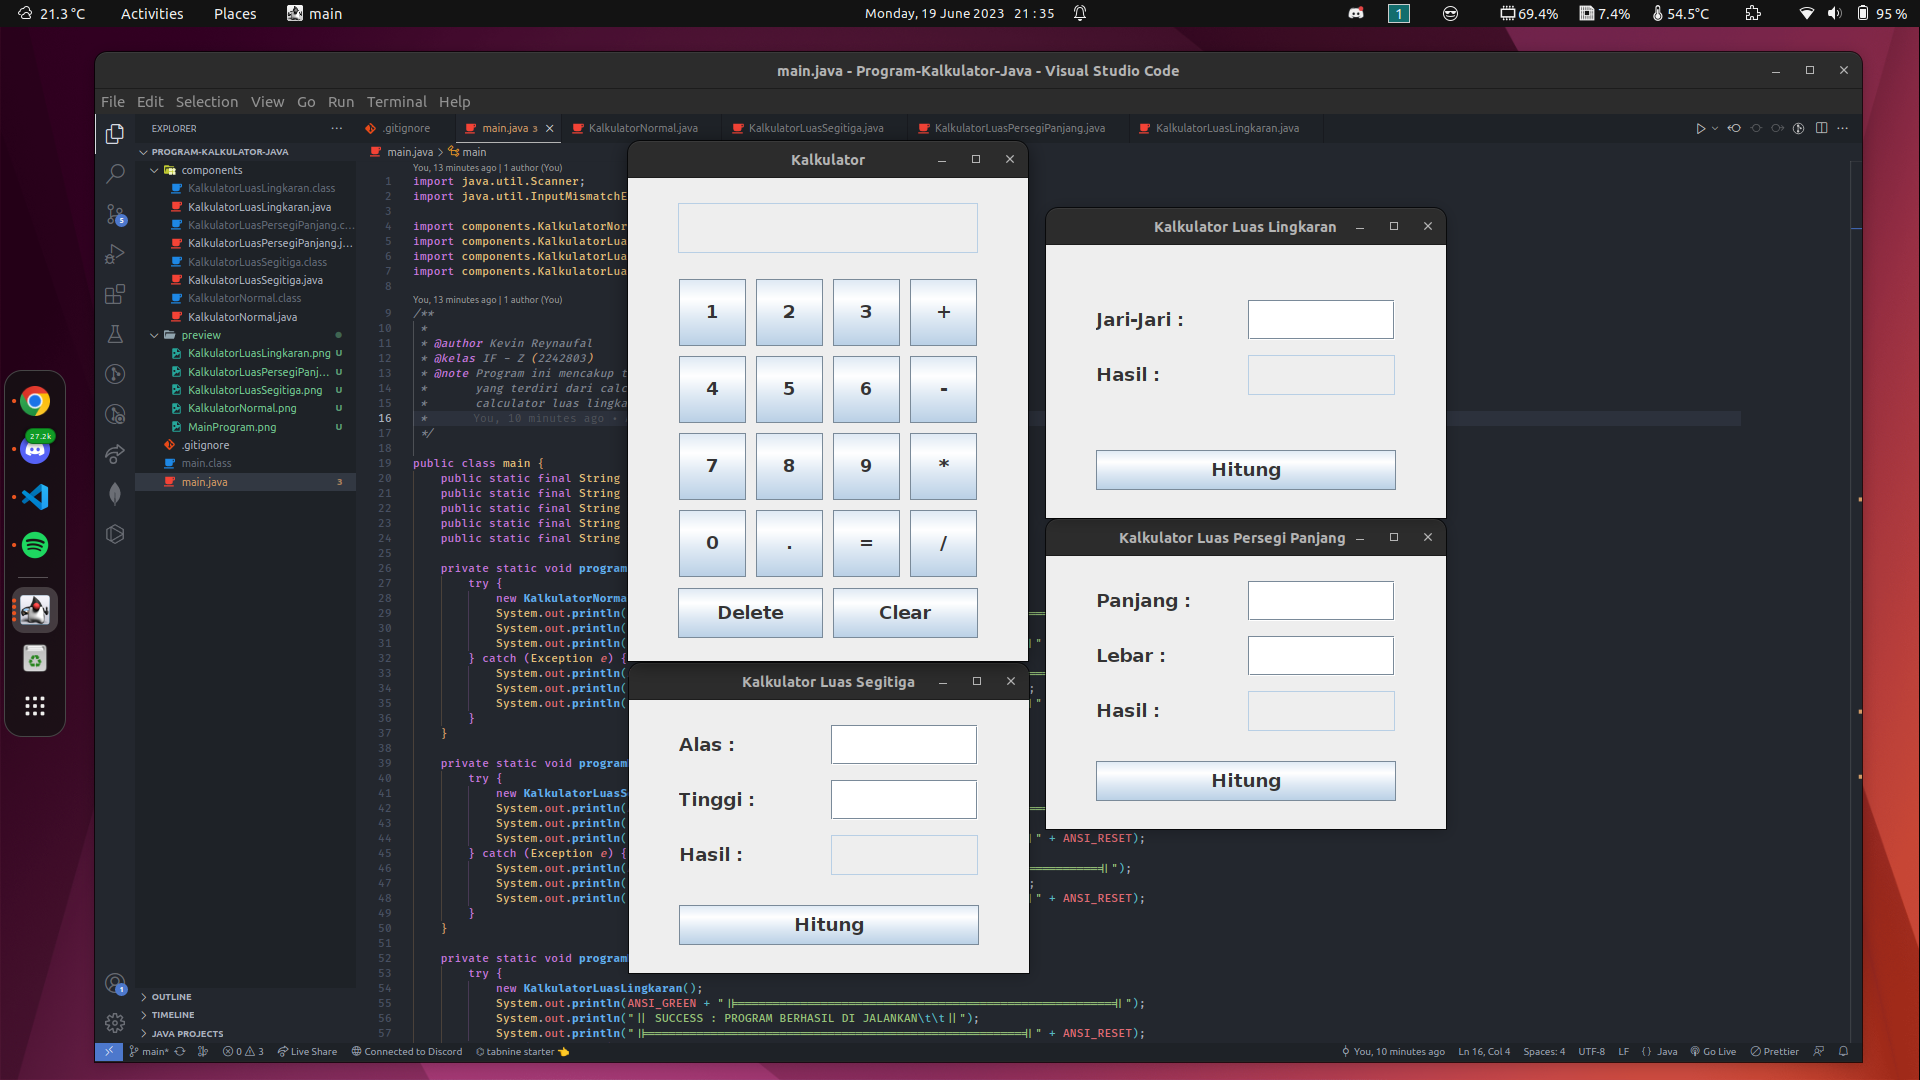 21.3 °C
Activities
Places
main
Monday, 19 June 2023 21 : 35
1
69.4%
7.4%
54.5°C
95 %
main.java - Program-Kalkulator-Java - Visual Studio Code
File Edit Selection View Go Run Terminal Help
EXPLORER
.gitignore
main.java 3
KalkulatorNormal.java
KalkulatorLuasSegitiga.java
KalkulatorLuasPersegiPanjang.java
KalkulatorLuasLingkaran.java
PROGRAM-KALKULATOR-JAVA
components
KalkulatorLuasLingkaran.class
KalkulatorLuasLingkaran.java
KalkulatorLuasPersegiPanjang.c...
KalkulatorLuasPersegiPanjang.j...
KalkulatorLuasSegitiga.class
KalkulatorLuasSegitiga.java
KalkulatorNormal.class
KalkulatorNormal.java
preview
KalkulatorLuasLingkaran.png U
KalkulatorLuasPersegiPanj... U
KalkulatorLuasSegitiga.png U
KalkulatorNormal.png U
MainProgram.png U
.gitignore
main.class
main.java 3
OUTLINE
TIMELINE
JAVA PROJECTS
27.2k
5
1
main.java > main
You, 13 minutes ago | 1 author (You)
1 import java.util.Scanner;
2 import java.util.InputMismatchE
3
4 import components.KalkulatorNor
5 import components.KalkulatorLua
6 import components.KalkulatorLua
7 import components.KalkulatorLua
8
You, 13 minutes ago | 1 author (You)
9 /**
10 *
11 * @author Kevin Reynaufal
12 * @kelas IF - Z (2242803)
13 * @note Program ini mencakup t
14 * yang terdiri dari calc
15 * calculator luas lingka
16 * You, 10 minutes ago •
17 */
18
19 public class main {
20 public static final String
21 public static final String
22 public static final String
23 public static final String
24 public static final String
25
26 private static void program
27 try {
28 new KalkulatorNorma
29 System.out.println(
30 System.out.println(
31 System.out.println( ||"
32 } catch (Exception e) {
33 System.out.println(
34 System.out.println( ;
35 System.out.println( ||"
36 }
37 }
38
39 private static void program
40 try {
41 new KalkulatorLuasS
42 System.out.println(
43 System.out.println(
44 System.out.println( ||" + ANSI_RESET);
45 } catch (Exception e) {
46 System.out.println( ===||");
47 System.out.println( ;
48 System.out.println( ||" + ANSI_RESET);
49 }
50 }
51
52 private static void program
53 try {
54 new KalkulatorLuasLingkaran();
55 System.out.println(ANSI_GREEN + "||=======================================================||");
56 System.out.println("|| SUCCESS : PROGRAM BERHASIL DI JALANKAN\t\t||");
57 System.out.println("||=======================================================||" + ANSI_RESET);
Kalkulator
1 2 3 +
4 5 6 -
7 8 9 *
0 . = /
Delete Clear
Kalkulator Luas Segitiga
Alas :
Tinggi :
Hasil :
Hitung
Kalkulator Luas Lingkaran
Jari-Jari :
Hasil :
Hitung
Kalkulator Luas Persegi Panjang
Panjang :
Lebar :
Hasil :
Hitung
main* 0 3 Live Share Connected to Discord tabnine starter
You, 10 minutes ago Ln 16, Col 4 Spaces: 4 UTF-8 LF {} Java Go Live Prettier